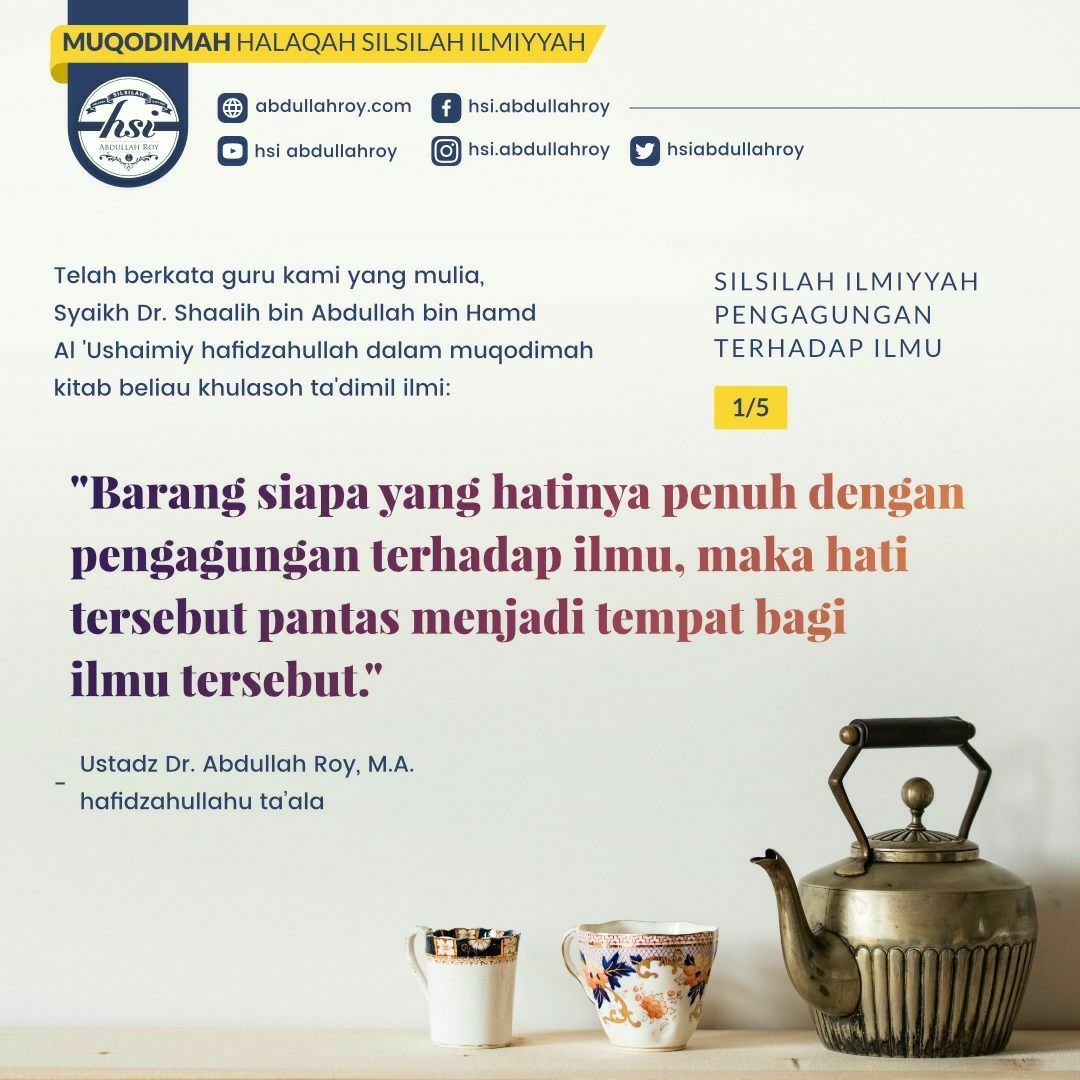 MUQODIMAH HALAQAH SILSILAH ILMIYYAH
SILSILAH
hsi
ABDULLAH ROY
abdullahroy.com
hsi.abdullahroy
hsi abdullahroy
hsi.abdullahroy
hsiabdullahroy
Telah berkata guru kami yang mulia,
Syaikh Dr. Shaalih bin Abdullah bin Hamd
Al 'Ushaimiy hafidzahullah dalam muqodimah
kitab beliau khulasoh ta'dimil ilmi:
SILSILAH ILMIYYAH
PENGAGUNGAN
TERHADAP ILMU
1/5
"Barang siapa yang hatinya penuh dengan
pengagungan terhadap ilmu, maka hati
tersebut pantas menjadi tempat bagi
ilmu tersebut."
- Ustadz Dr. Abdullah Roy, M.A.
hafidzahullahu ta’ala